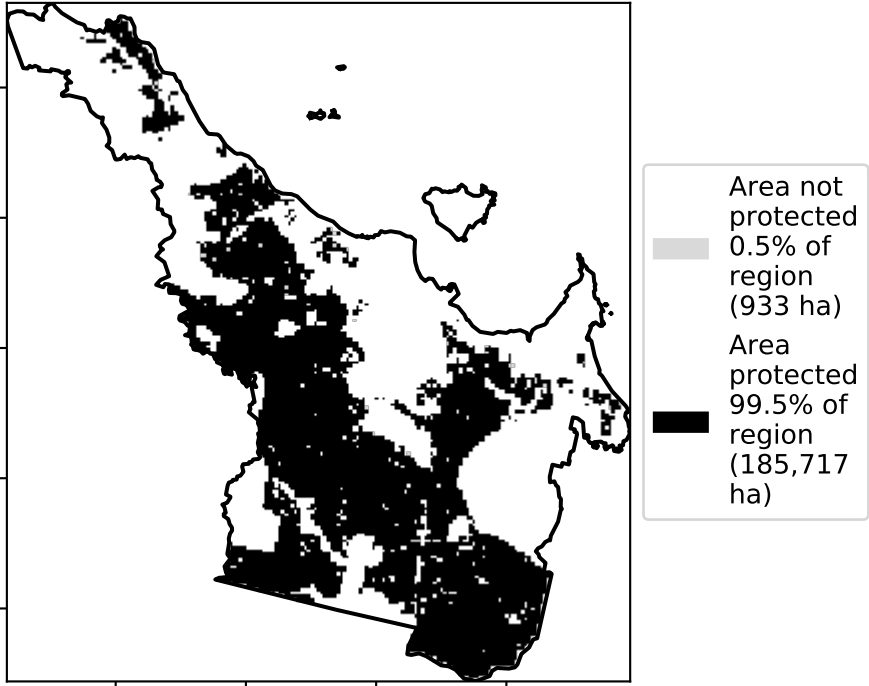 Area not
protected
0.5% of
region
(933 ha)
Area
protected
99.5% of
region
(185,717
ha)